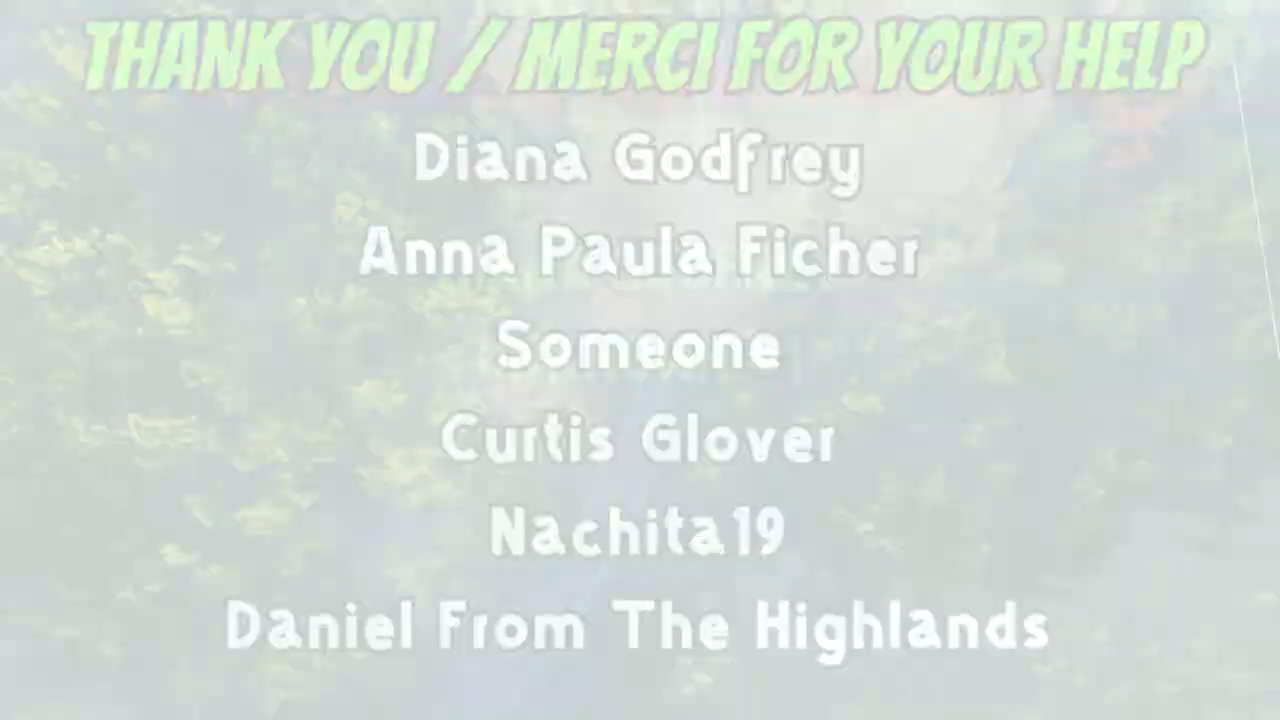 THANK YOU / MERCI FOR YOUR HELP
Diana Godfrey
Anna Paula Ficher
Someone
Curtis Glover
Nachita19
Daniel From The Highlands